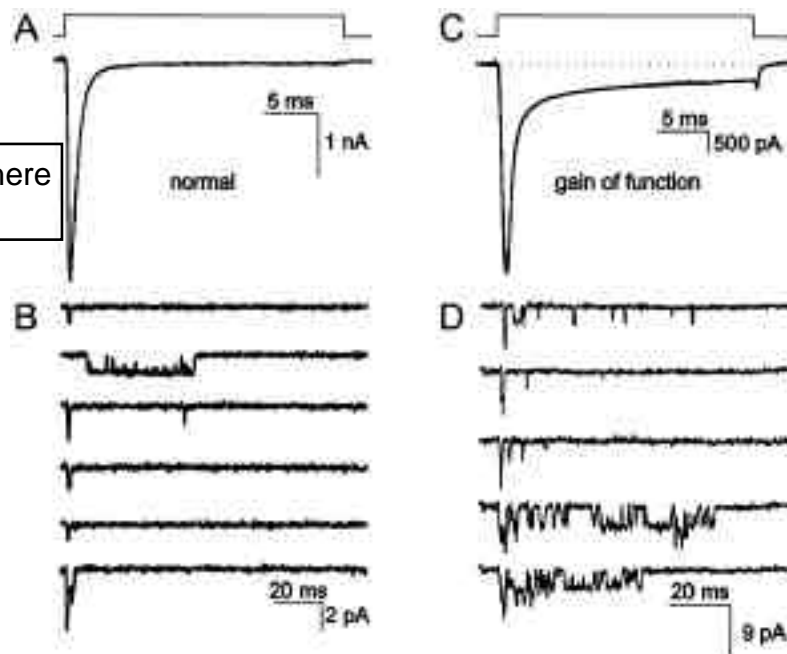 A
C
5 ms
1 nA
5 ms
500 pA
here
normal
gain of function
B
D
20 ms
2 pA
20 ms
9 pA